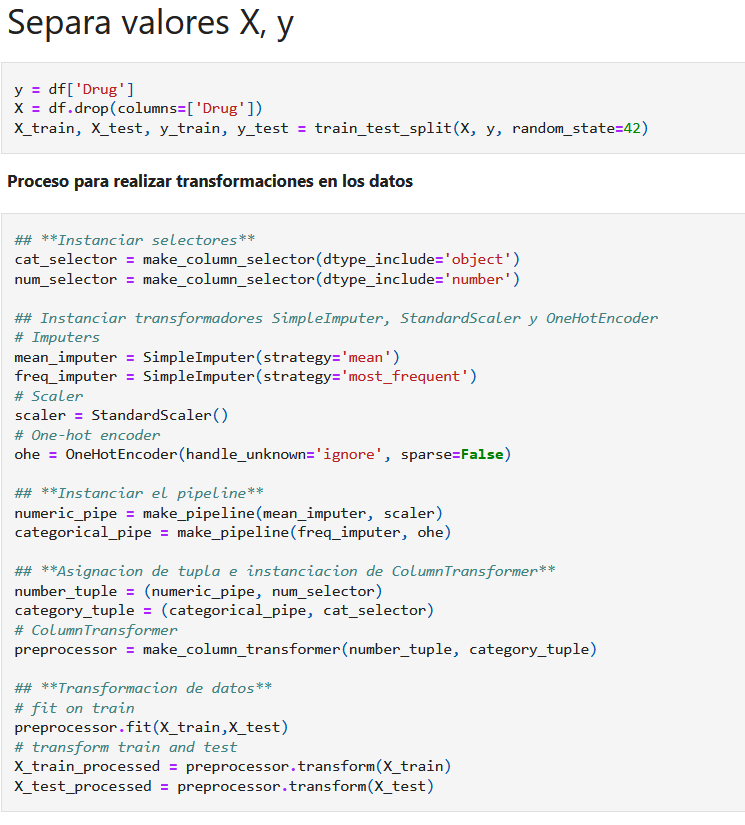 Separa valores X, y
y = df['Drug']
X = df.drop(columns=['Drug'])
X_train, X_test, y_train, y_test = train_test_split(X, y, random_state=42)
Proceso para realizar transformaciones en los datos
## **Instanciar selectores**
cat_selector = make_column_selector(dtype_include='object')
num_selector = make_column_selector(dtype_include='number')
## Instanciar transformadores SimpleImputer, StandardScaler y OneHotEncoder
# Imputers
mean_imputer = SimpleImputer(strategy='mean')
freq_imputer = SimpleImputer(strategy='most_frequent')
# Scaler
scaler = StandardScaler()
# One-hot encoder
ohe = OneHotEncoder(handle_unknown='ignore', sparse=False)
## **Instanciar el pipeline**
numeric_pipe = make_pipeline(mean_imputer, scaler)
categorical_pipe = make_pipeline(freq_imputer, ohe)
## **Asignacion de tupla e instanciacion de ColumnTransformer**
number_tuple = (numeric_pipe, num_selector)
category_tuple = (categorical_pipe, cat_selector)
# ColumnTransformer
preprocessor = make_column_transformer(number_tuple, category_tuple)
## **Transformacion de datos**
# fit on train
preprocessor.fit(X_train,X_test)
# transform train and test
X_train_processed = preprocessor.transform(X_train)
X_test_processed = preprocessor.transform(X_test)